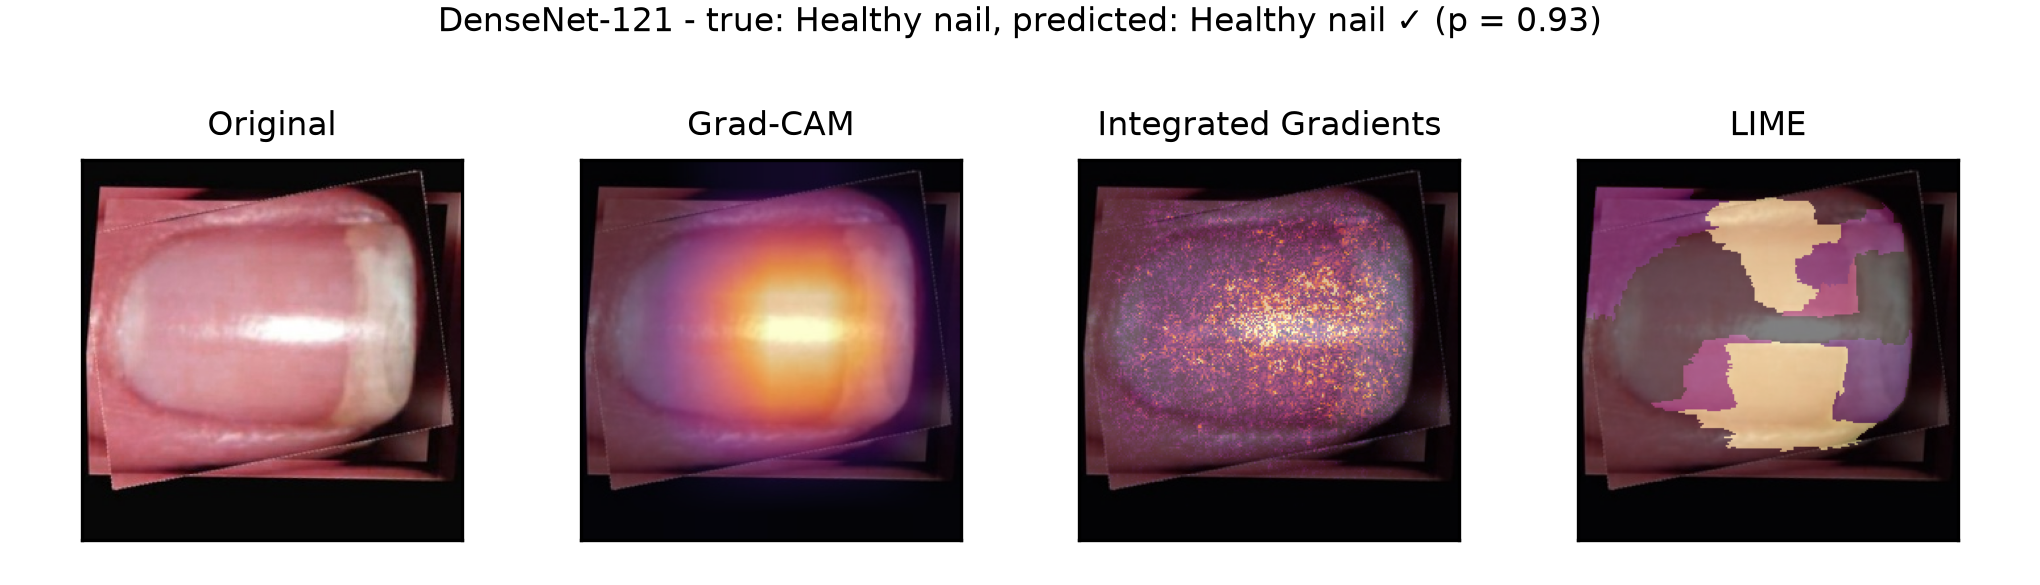 DenseNet-121 - true: Healthy nail, predicted: Healthy nail ✓ (p = 0.93)
Original
Grad-CAM
Integrated Gradients
LIME